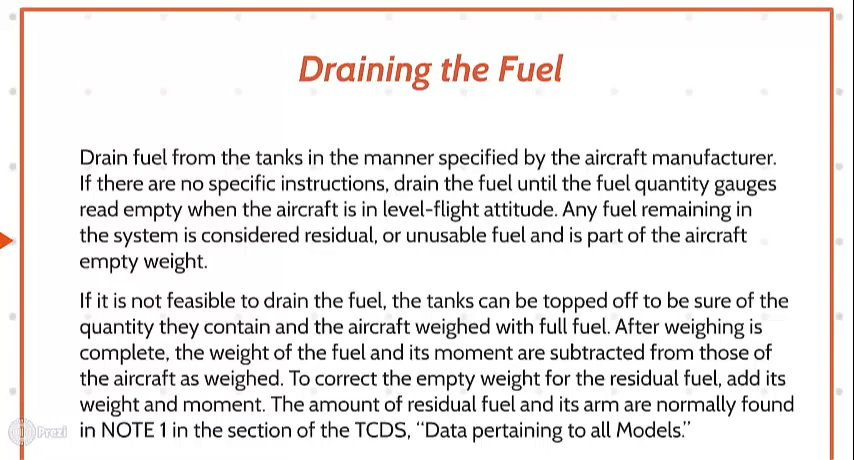 Draining the Fuel
Drain fuel from the tanks in the manner specified by the aircraft manufacturer.
If there are no specific instructions, drain the fuel until the fuel quantity gauges
read empty when the aircraft is in level-flight attitude. Any fuel remaining in
the system is considered residual, or unusable fuel and is part of the aircraft
empty weight.
If it is not feasible to drain the fuel, the tanks can be topped off to be sure of the
quantity they contain and the aircraft weighed with full fuel. After weighing is
complete, the weight of the fuel and its moment are subtracted from those of
the aircraft as weighed. To correct the empty weight for the residual fuel, add its
weight and moment. The amount of residual fuel and its arm are normally found
in NOTE 1 in the section of the TCDS, “Data pertaining to all Models.”
Prezi